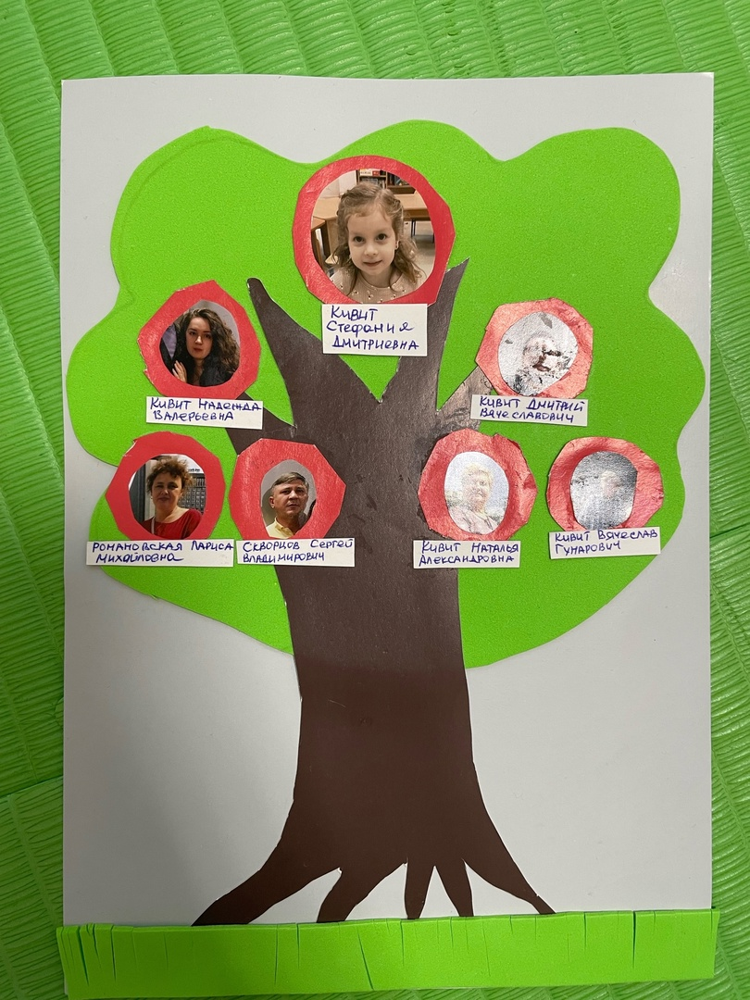 Кивит
Стефания
Дмитриевна
Кивит Надежда
Валерьевна
Кивит Дмитрий
Вячеславович
Романовская Лариса
Михайловна
Скворцов Сергей
Владимирович
Кивит Наталья
Александровна
Кивит Вячеслав
Гунарович